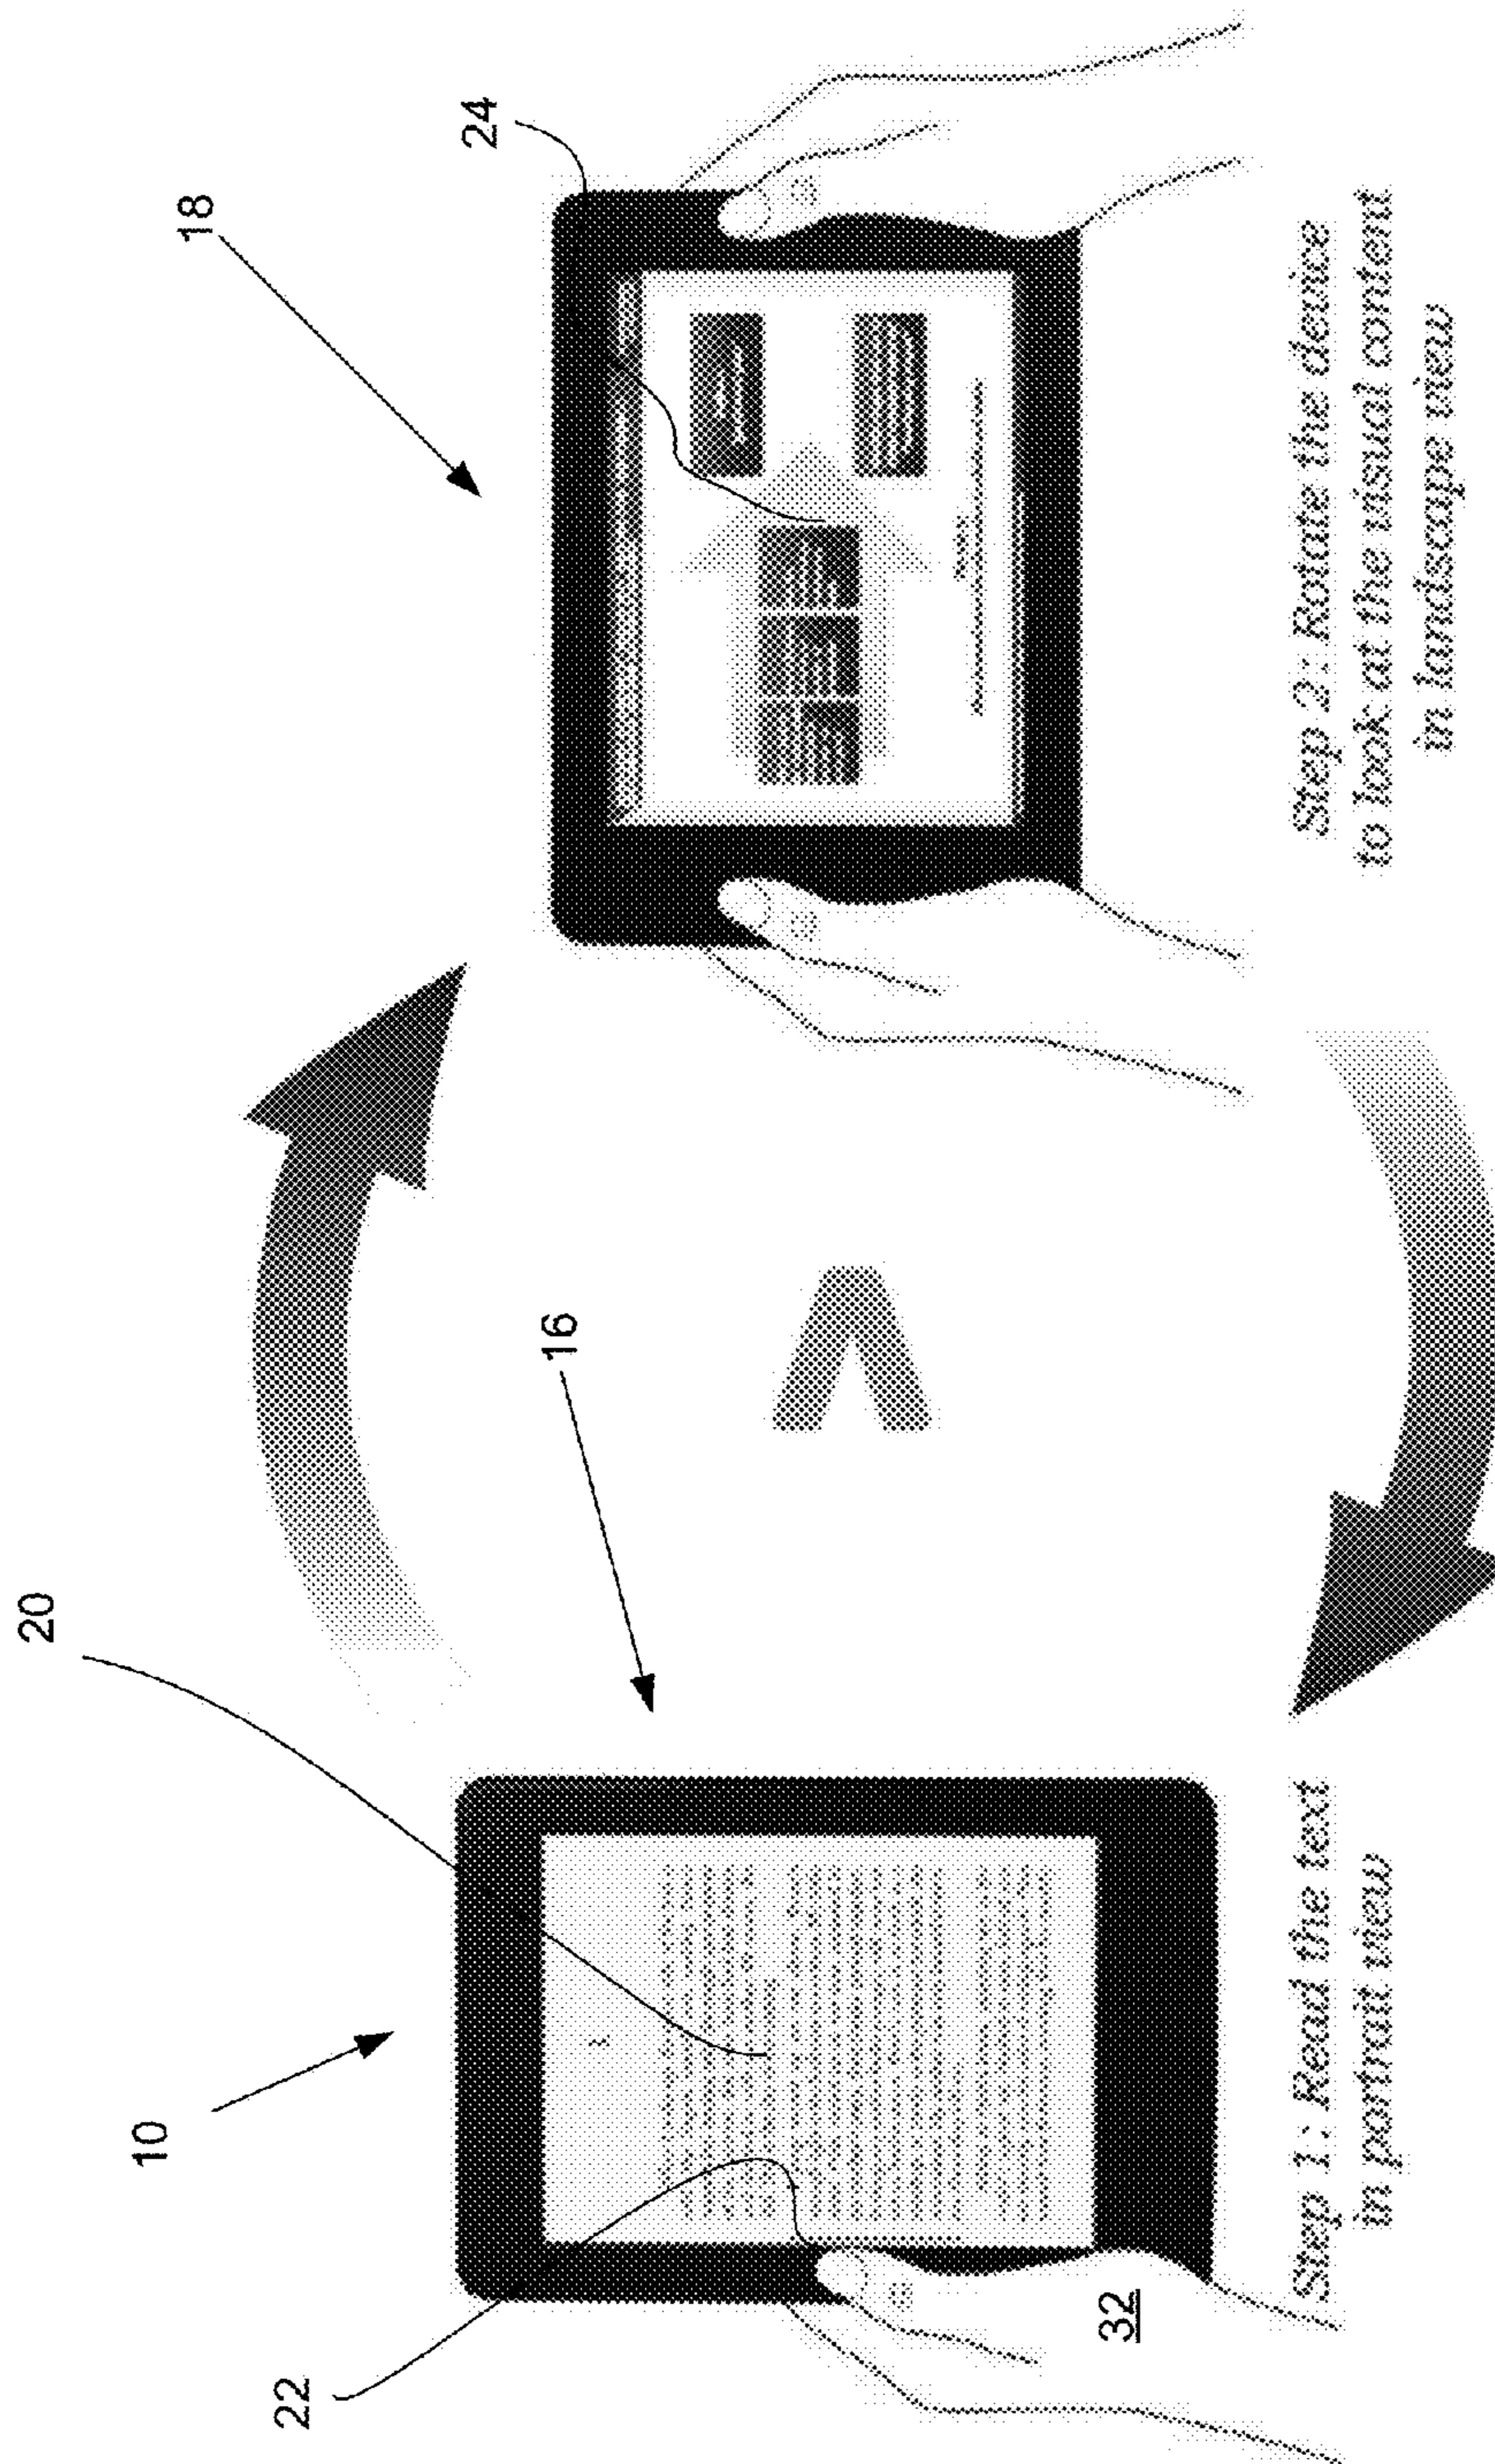 20
18
10
16
24
22
32
Step 1: Read the text
in portrait view
Step 2: Rotate the device
to look at the visual content
in landscape view